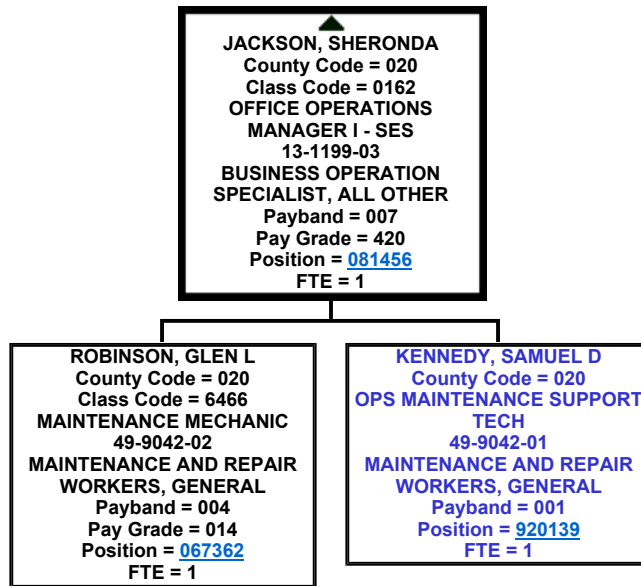 JACKSON, SHERONDA
County Code = 020
Class Code = 0162
OFFICE OPERATIONS
MANAGER I - SES
13-1199-03
BUSINESS OPERATION
SPECIALIST, ALL OTHER
Payband = 007
Pay Grade = 420
Position = 081456
FTE = 1
ROBINSON, GLEN L
County Code = 020
Class Code = 6466
MAINTENANCE MECHANIC
49-9042-02
MAINTENANCE AND REPAIR
WORKERS, GENERAL
Payband = 004
Pay Grade = 014
Position = 067362
FTE = 1
KENNEDY, SAMUEL D
County Code = 020
OPS MAINTENANCE SUPPORT
TECH
49-9042-01
MAINTENANCE AND REPAIR
WORKERS, GENERAL
Payband = 001
Position = 920139
FTE = 1